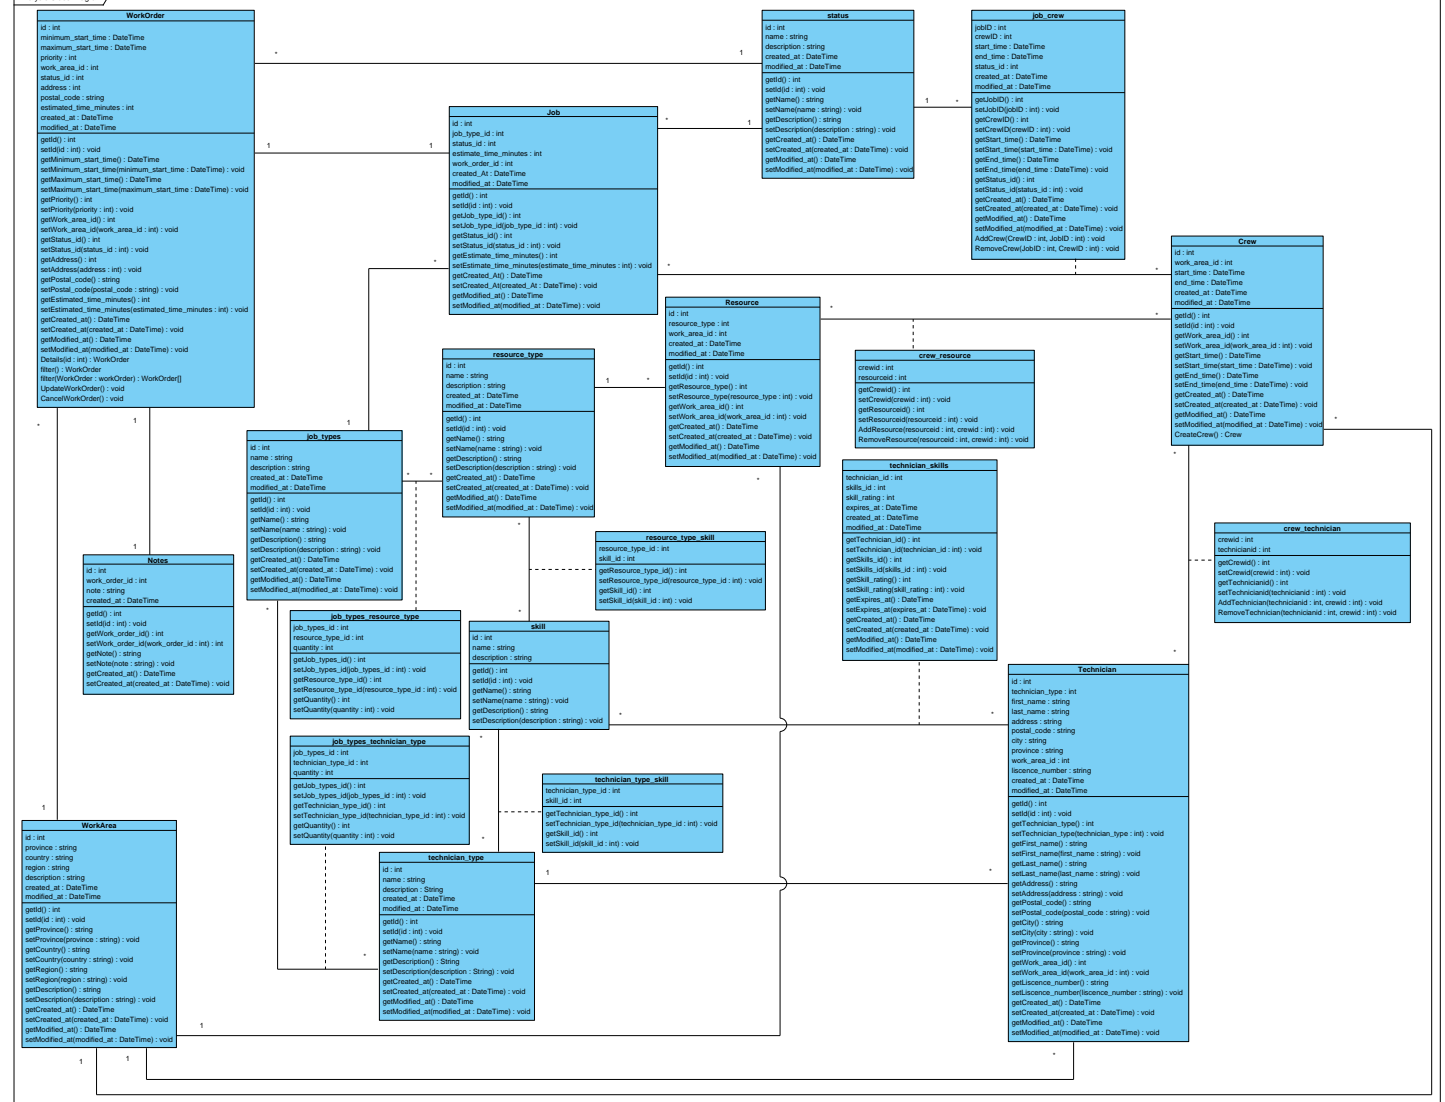 WorkOrder
id : int
minimum_start_time : DateTime
maximum_start_time : DateTime
priority : int
work_area_id : int
status_id : int
address : int
postal_code : string
estimated_time_minutes : int
created_at : DateTime
modified_at : DateTime
getId() : int
setId(id : int) : void
getMinimum_start_time() : DateTime
setMinimum_start_time(minimum_start_time : DateTime) : void
getMaximum_start_time() : DateTime
setMaximum_start_time(maximum_start_time : DateTime) : void
getPriority() : int
setPriority(priority : int) : void
getWork_area_id() : int
setWork_area_id(work_area_id : int) : void
getStatus_id() : int
setStatus_id(status_id : int) : void
getAddress() : int
setAddress(address : int) : void
getPostal_code() : string
setPostal_code(postal_code : string) : void
getEstimated_time_minutes() : int
setEstimated_time_minutes(estimated_time_minutes : int) : void
getCreated_at() : DateTime
setCreated_at(created_at : DateTime) : void
getModified_at() : DateTime
setModified_at(modified_at : DateTime) : void
Details(id : int) : WorkOrder
filter() : WorkOrder
filter(WorkOrder : workOrder) : WorkOrder[]
UpdateWorkOrder() : void
CancelWorkOrder() : void
* 1
status
id : int
name : string
description : string
created_at : DateTime
modified_at : DateTime
getId() : int
setId(id : int) : void
getName() : string
setName(name : string) : void
getDescription() : string
setDescription(description : string) : void
getCreated_at() : DateTime
setCreated_at(created_at : DateTime) : void
getModified_at() : DateTime
setModified_at(modified_at : DateTime) : void
1 *
job_crew
jobID : int
crewID : int
start_time : DateTime
end_time : DateTime
status_id : int
created_at : DateTime
modified_at : DateTime
getJobID() : int
setJobID(jobID : int) : void
getCrewID() : int
setCrewID(crewID : int) : void
getStart_time() : DateTime
setStart_time(start_time : DateTime) : void
getEnd_time() : DateTime
setEnd_time(end_time : DateTime) : void
getStatus_id() : int
setStatus_id(status_id : int) : void
getCreated_at() : DateTime
setCreated_at(created_at : DateTime) : void
getModified_at() : DateTime
setModified_at(modified_at : DateTime) : void
AddCrew(CrewID : int, JobID : int) : void
RemoveCrew(JobID : int, CrewID : int) : void
* 1
1 1
Job
id : int
job_type_id : int
status_id : int
estimate_time_minutes : int
work_order_id : int
created_At : DateTime
modified_at : DateTime
getId() : int
setId(id : int) : void
getJob_type_id() : int
setJob_type_id(job_type_id : int) : void
getStatus_id() : int
setStatus_id(status_id : int) : void
getEstimate_time_minutes() : int
setEstimate_time_minutes(estimate_time_minutes : int) : void
getCreated_At() : DateTime
setCreated_At(created_At : DateTime) : void
getModified_at() : DateTime
setModified_at(modified_at : DateTime) : void
* * *
Crew
id : int
work_area_id : int
start_time : DateTime
end_time : DateTime
created_at : DateTime
modified_at : DateTime
getId() : int
setId(id : int) : void
getWork_area_id() : int
setWork_area_id(work_area_id : int) : void
getStart_time() : DateTime
setStart_time(start_time : DateTime) : void
getEnd_time() : DateTime
setEnd_time(end_time : DateTime) : void
getCreated_at() : DateTime
setCreated_at(created_at : DateTime) : void
getModified_at() : DateTime
setModified_at(modified_at : DateTime) : void
CreateCrew() : Crew
Resource
id : int
resource_type : int
work_area_id : int
created_at : DateTime
modified_at : DateTime
getId() : int
setId(id : int) : void
getResource_type() : int
setResource_type(resource_type : int) : void
getWork_area_id() : int
setWork_area_id(work_area_id : int) : void
getCreated_at() : DateTime
setCreated_at(created_at : DateTime) : void
getModified_at() : DateTime
setModified_at(modified_at : DateTime) : void
* *
crew_resource
crewid : int
resourceid : int
getCrewid() : int
setCrewid(crewid : int) : void
getResourceid() : int
setResourceid(resourceid : int) : void
AddResource(resourceid : int, crewid : int) : void
RemoveResource(resourceid : int, crewid : int) : void
resource_type
id : int
name : string
description : string
created_at : DateTime
modified_at : DateTime
getId() : int
setId(id : int) : void
getName() : string
setName(name : string) : void
getDescription() : string
setDescription(description : string) : void
getCreated_at() : DateTime
setCreated_at(created_at : DateTime) : void
getModified_at() : DateTime
setModified_at(modified_at : DateTime) : void
1 *
* 1 1 *
job_types
id : int
name : string
description : string
created_at : DateTime
modified_at : DateTime
getId() : int
setId(id : int) : void
getName() : string
setName(name : string) : void
getDescription() : string
setDescription(description : string) : void
getCreated_at() : DateTime
setCreated_at(created_at : DateTime) : void
getModified_at() : DateTime
setModified_at(modified_at : DateTime) : void
* * * *
technician_skills
technician_id : int
skills_id : int
skill_rating : int
expires_at : DateTime
created_at : DateTime
modified_at : DateTime
getTechnician_id() : int
setTechnician_id(technician_id : int) : void
getSkills_id() : int
setSkills_id(skills_id : int) : void
getSkill_rating() : int
setSkill_rating(skill_rating : int) : void
getExpires_at() : DateTime
setExpires_at(expires_at : DateTime) : void
getCreated_at() : DateTime
setCreated_at(created_at : DateTime) : void
getModified_at() : DateTime
setModified_at(modified_at : DateTime) : void
crew_technician
crewid : int
technicianid : int
getCrewid() : int
setCrewid(crewid : int) : void
getTechnicianid() : int
setTechnicianid(technicianid : int) : void
AddTechnician(technicianid : int, crewid : int) : void
RemoveTechnician(technicianid : int, crewid : int) : void
* 1
resource_type_skill
resource_type_id : int
skill_id : int
getResource_type_id() : int
setResource_type_id(resource_type_id : int) : void
getSkill_id() : int
setSkill_id(skill_id : int) : void
Notes
id : int
work_order_id : int
note : string
created_at : DateTime
getId() : int
setId(id : int) : void
getWork_order_id() : int
setWork_order_id(work_order_id : int) : int
getNote() : string
setNote(note : string) : void
getCreated_at() : DateTime
setCreated_at(created_at : DateTime) : void
* * *
job_types_resource_type
job_types_id : int
resource_type_id : int
quantity : int
getJob_types_id() : int
setJob_types_id(job_types_id : int) : void
getResource_type_id() : int
setResource_type_id(resource_type_id : int) : void
getQuantity() : int
setQuantity(quantity : int) : void
skill
id : int
name : string
description : string
getId() : int
setId(id : int) : void
getName() : string
setName(name : string) : void
getDescription() : string
setDescription(description : string) : void
* * *
Technician
id : int
technician_type : int
first_name : string
last_name : string
address : string
postal_code : string
city : string
province : string
work_area_id : int
liscence_number : string
created_at : DateTime
modified_at : DateTime
getId() : int
setId(id : int) : void
getTechnician_type() : int
setTechnician_type(technician_type : int) : void
getFirst_name() : string
setFirst_name(first_name : string) : void
getLast_name() : string
setLast_name(last_name : string) : void
getAddress() : string
setAddress(address : string) : void
getPostal_code() : string
setPostal_code(postal_code : string) : void
getCity() : string
setCity(city : string) : void
getProvince() : string
setProvince(province : string) : void
getWork_area_id() : int
setWork_area_id(work_area_id : int) : void
getLiscence_number() : string
setLiscence_number(liscence_number : string) : void
getCreated_at() : DateTime
setCreated_at(created_at : DateTime) : void
getModified_at() : DateTime
setModified_at(modified_at : DateTime) : void
job_types_technician_type
job_types_id : int
technician_type_id : int
quantity : int
getJob_types_id() : int
setJob_types_id(job_types_id : int) : void
getTechnician_type_id() : int
setTechnician_type_id(technician_type_id : int) : void
getQuantity() : int
setQuantity(quantity : int) : void
technician_type_skill
technician_type_id : int
skill_id : int
getTechnician_type_id() : int
setTechnician_type_id(technician_type_id : int) : void
getSkill_id() : int
setSkill_id(skill_id : int) : void
1 *
WorkArea
id : int
province : string
country : string
region : string
description : string
created_at : DateTime
modified_at : DateTime
getId() : int
setId(id : int) : void
getProvince() : string
setProvince(province : string) : void
getCountry() : string
setCountry(country : string) : void
getRegion() : string
setRegion(region : string) : void
getDescription() : string
setDescription(description : string) : void
getCreated_at() : DateTime
setCreated_at(created_at : DateTime) : void
getModified_at() : DateTime
setModified_at(modified_at : DateTime) : void
technician_type
id : int
name : string
description : String
created_at : DateTime
modified_at : DateTime
getId() : int
setId(id : int) : void
getName() : string
setName(name : string) : void
getDescription() : String
setDescription(description : String) : void
getCreated_at() : DateTime
setCreated_at(created_at : DateTime) : void
getModified_at() : DateTime
setModified_at(modified_at : DateTime) : void
1 *
*
1
1 1 *